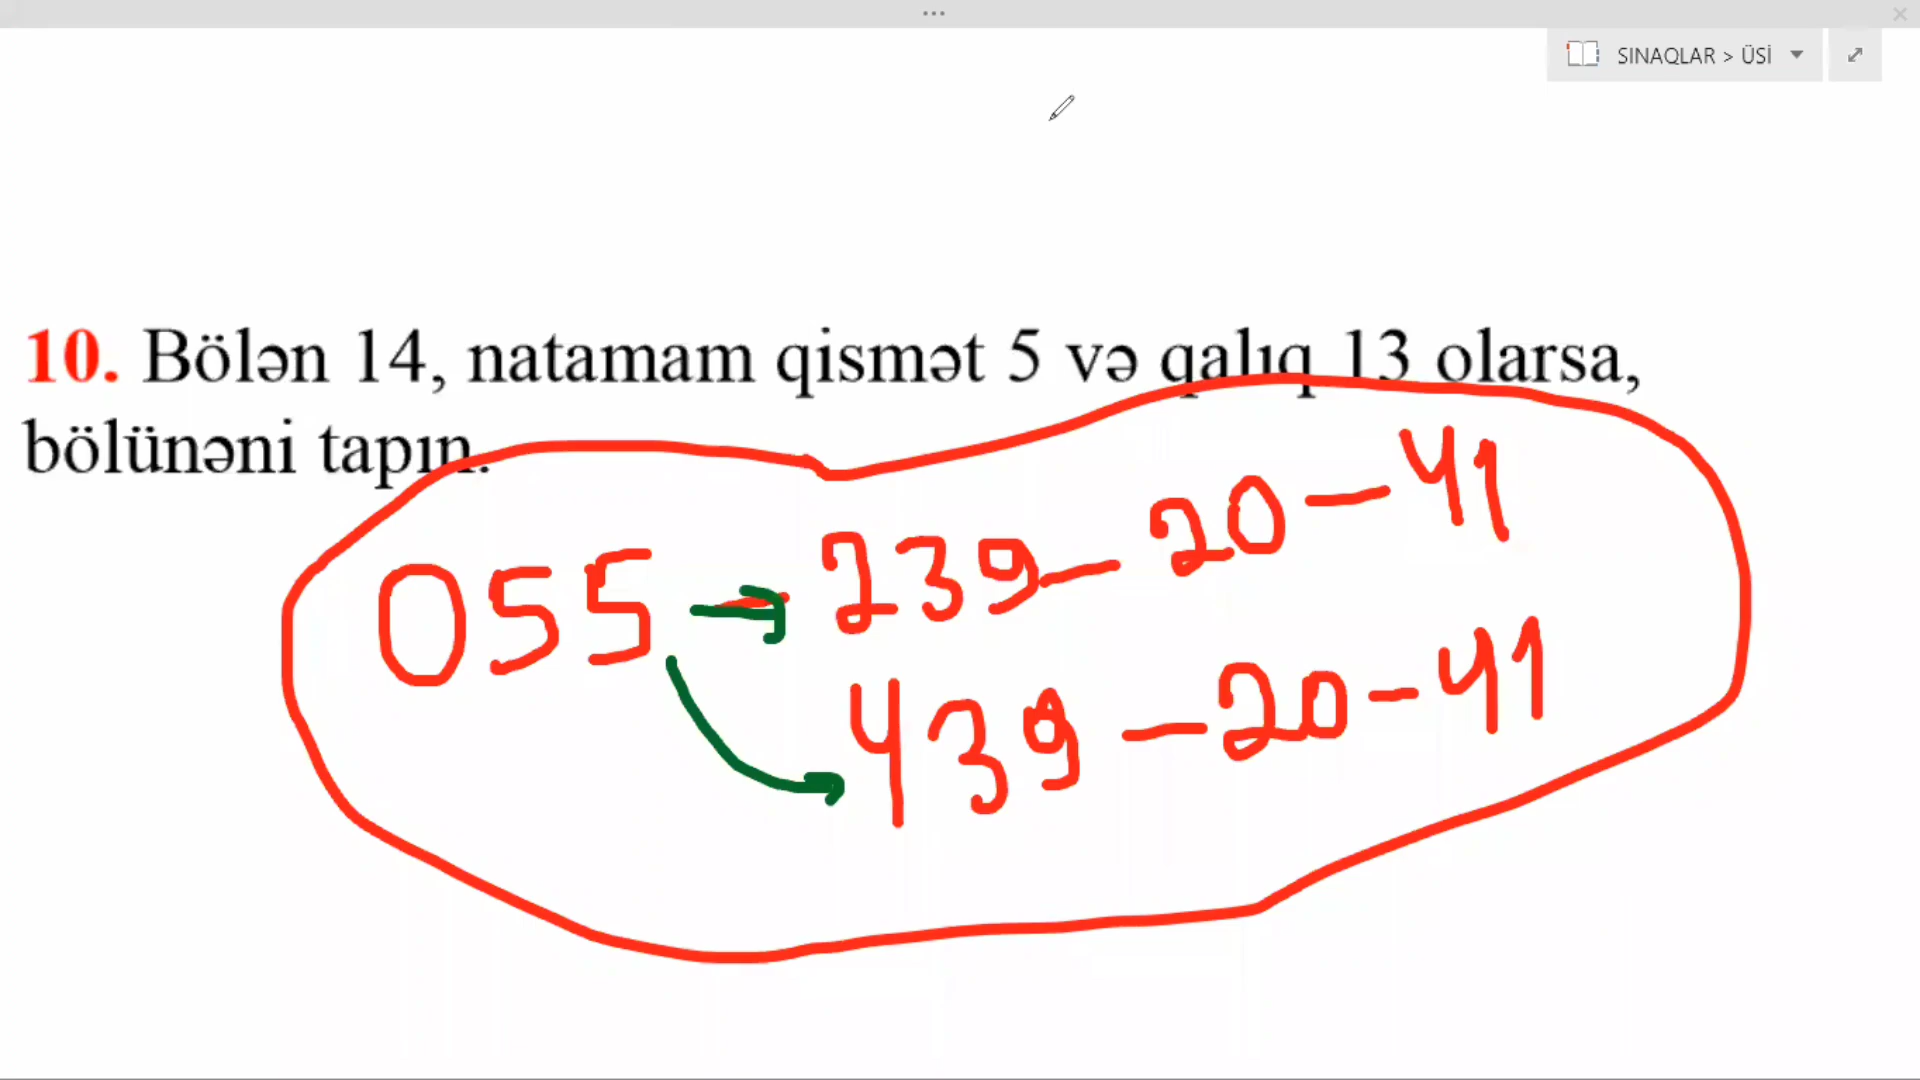 SINAQLAR > ÜSİ
10. Bölən 14, natamam qismət 5 və qalıq 13 olarsa,
bölünəni tapın.
055 → 239 – 20 – 41
439 – 20 – 41